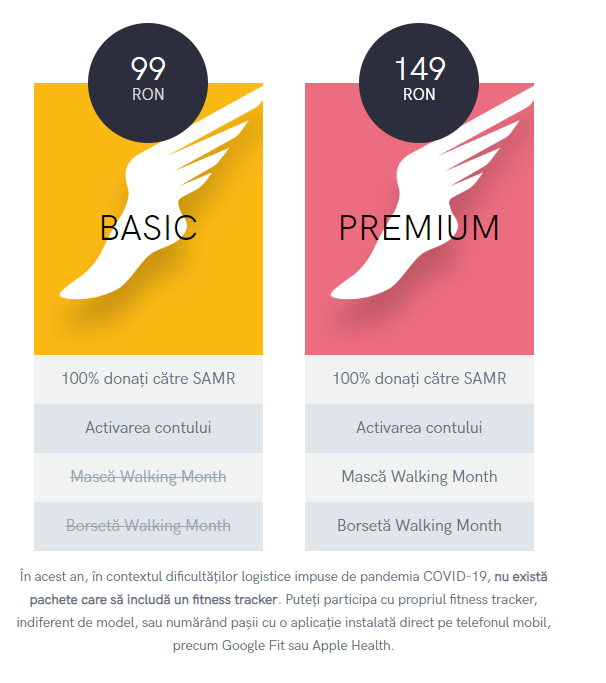 99
RON
BASIC
100% donați către SAMR
Activarea contului
Mască Walking Month
Borsetă Walking Month
149
RON
PREMIUM
100% donați către SAMR
Activarea contului
Mască Walking Month
Borsetă Walking Month
În acest an, în contextul dificultăților logistice impuse de pandemia COVID-19, nu există
pachete care să includă un fitness tracker. Puteți participa cu propriul fitness tracker,
indiferent de model, sau numărând pașii cu o aplicație instalată direct pe telefonul mobil,
precum Google Fit sau Apple Health.